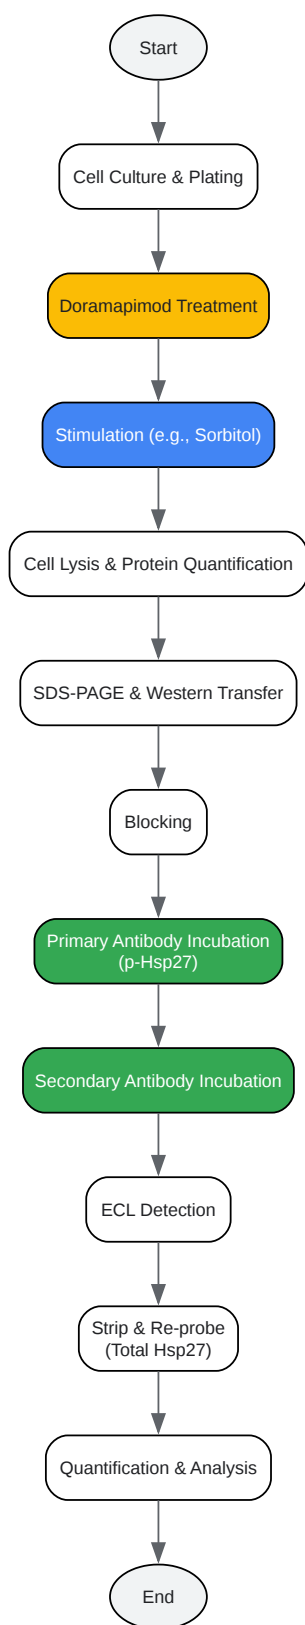 Start
Cell Culture & Plating
Doramapimod Treatment
Stimulation (e.g., Sorbitol)
Cell Lysis & Protein Quantification
SDS-PAGE & Western Transfer
Blocking
Primary Antibody Incubation
(p-Hsp27)
Secondary Antibody Incubation
ECL Detection
Strip & Re-probe
(Total Hsp27)
Quantification & Analysis
End